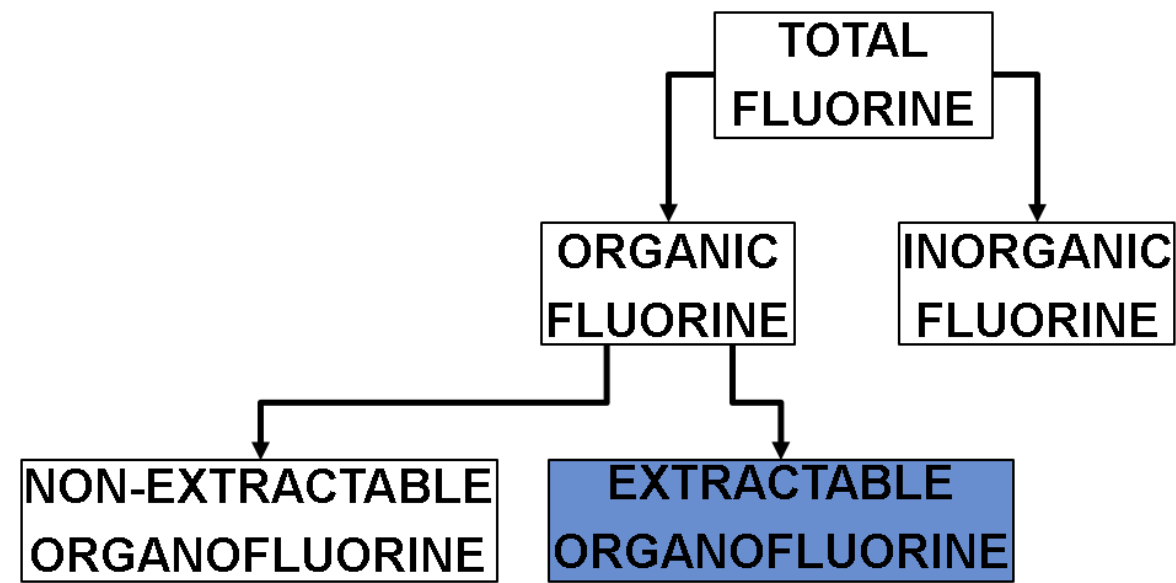 TOTAL
FLUORINE
ORGANIC
FLUORINE
INORGANIC
FLUORINE
NON-EXTRACTABLE
ORGANOFLUORINE
EXTRACTABLE
ORGANOFLUORINE